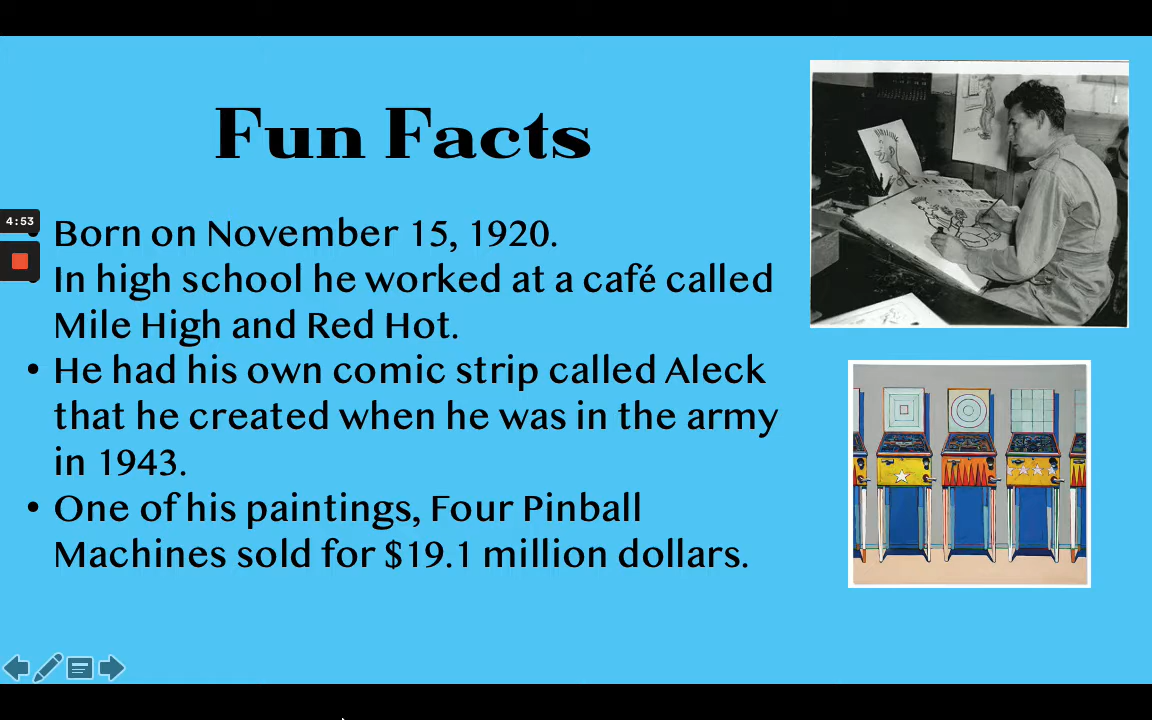 Fun Facts
4:53
• Born on November 15, 1920.
• In high school he worked at a café called
Mile High and Red Hot.
• He had his own comic strip called Aleck
that he created when he was in the army
in 1943.
• One of his paintings, Four Pinball
Machines sold for $19.1 million dollars.